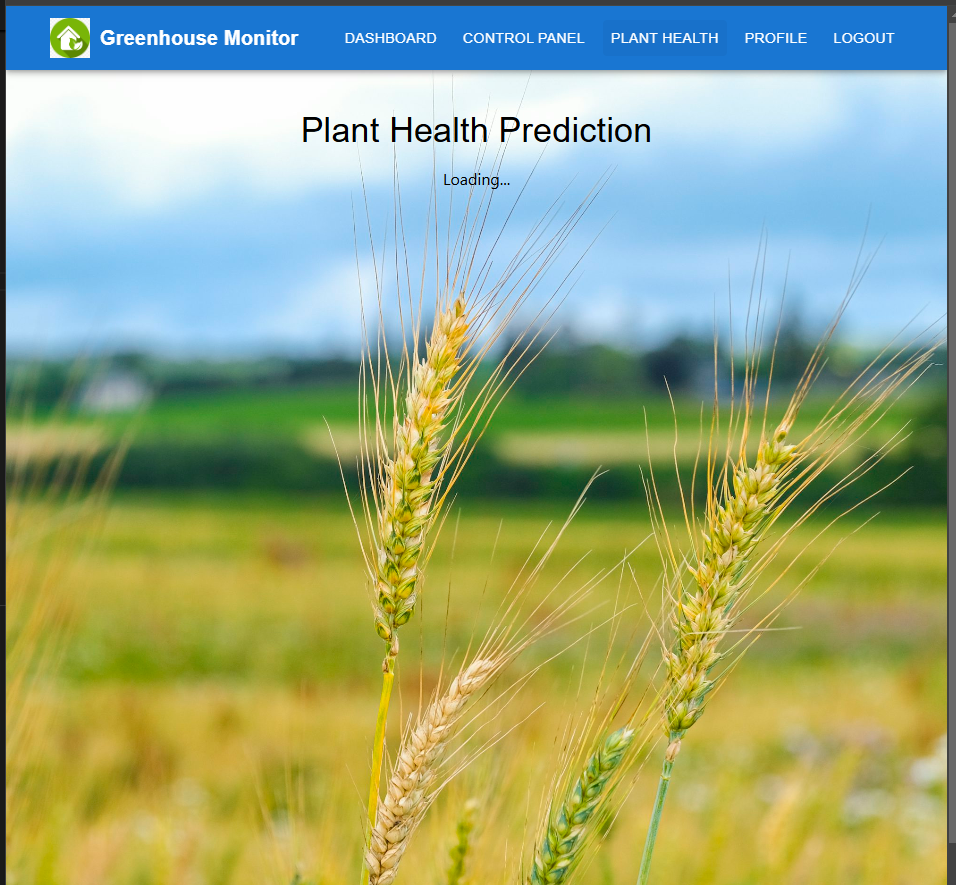 Greenhouse Monitor DASHBOARD CONTROL PANEL PLANT HEALTH PROFILE LOGOUT
Plant Health Prediction
Loading...